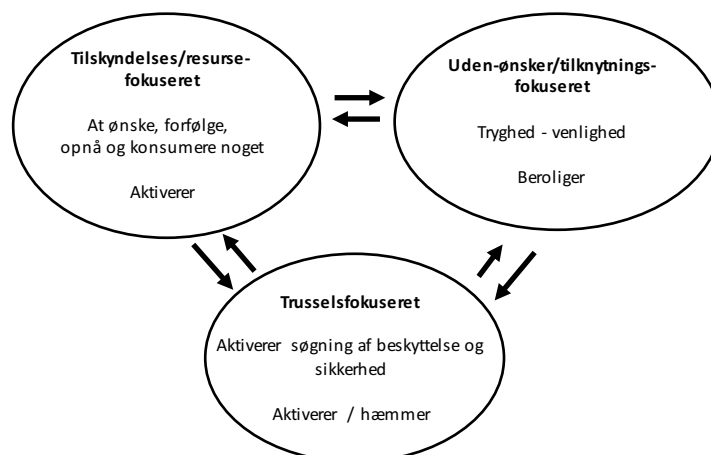 Tilskyndelses/resurse-
fokuseret
At ønske, forfølge,
opnå og konsumere noget
Aktiverer
Uden-ønsker/tilknytnings-
fokuseret
Tryghed - venlighed
Beroliger
Trusselsfokuseret
Aktiverer søgning af beskyttelse og
sikkerhed
Aktiverer / hæmmer